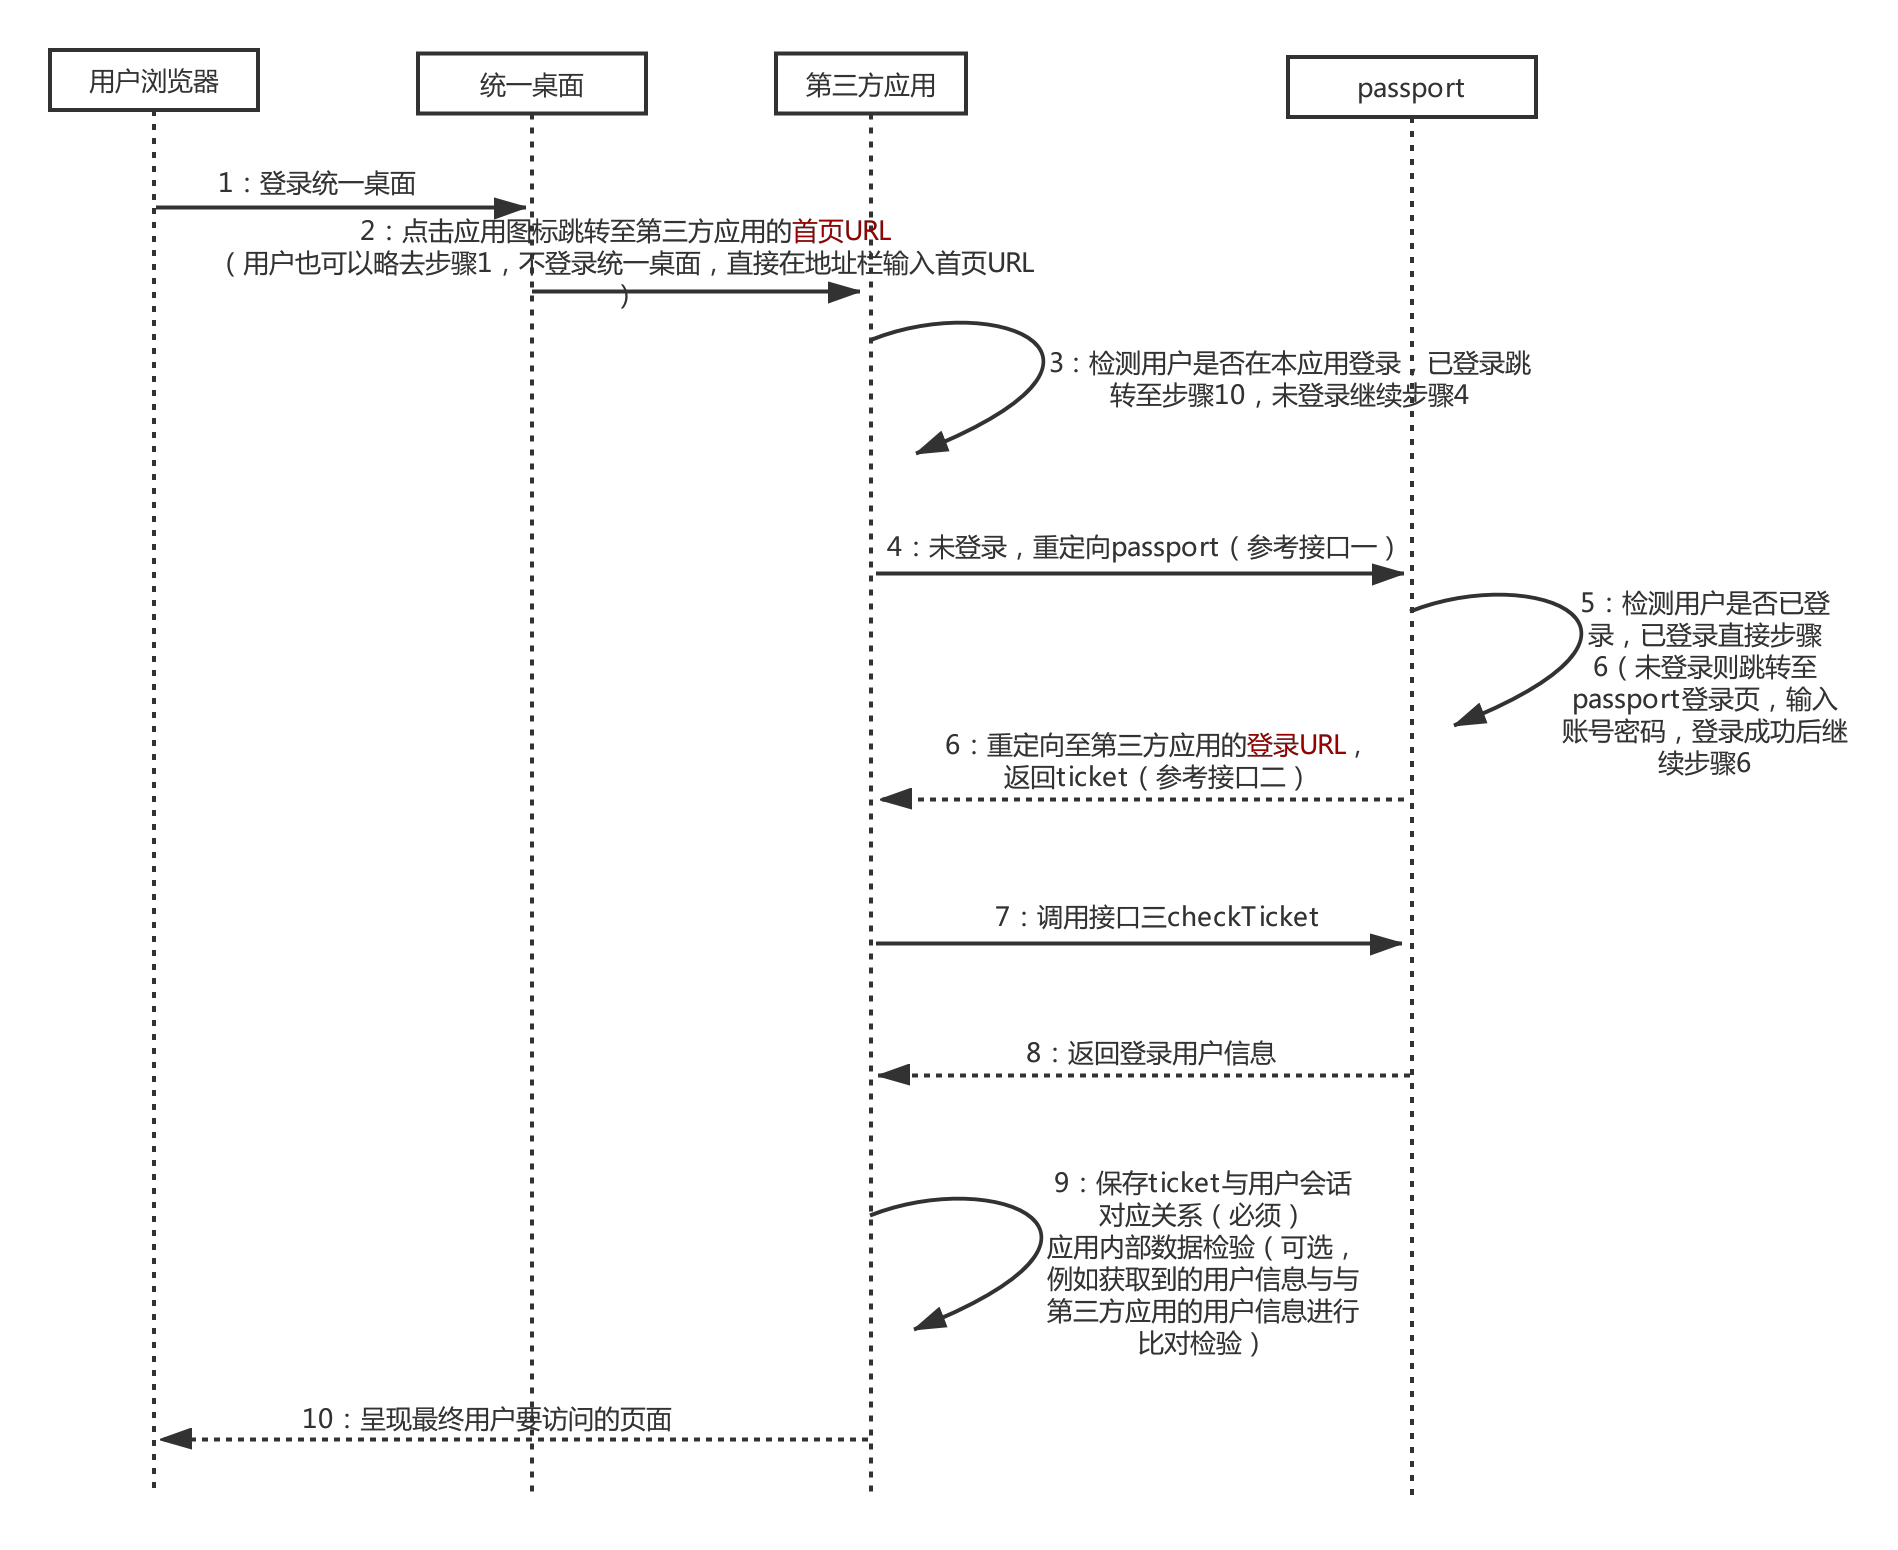 用户浏览器
统一桌面
第三方应用
passport
1：登录统一桌面
2：点击应用图标跳转至第三方应用的首页URL
（用户也可以略去步骤1，不登录统一桌面，直接在地址栏输入首页URL
）
3：检测用户是否在本应用登录，已登录跳
转至步骤10，未登录继续步骤4
4：未登录，重定向passport（参考接口一）
5：检测用户是否已登
录，已登录直接步骤
6（未登录则跳转至
passport登录页，输入
账号密码，登录成功后继
续步骤6
6：重定向至第三方应用的登录URL，
返回ticket（参考接口二）
7：调用接口三checkTicket
8：返回登录用户信息
9：保存ticket与用户会话
对应关系（必须）
应用内部数据检验（可选，
例如获取到的用户信息与与
第三方应用的用户信息进行
比对检验）
10：呈现最终用户要访问的页面